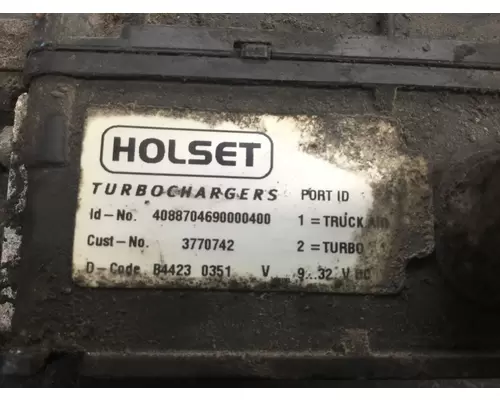 HOLSET
TURBOCHARGERS PORT ID
Id-No. 4088704690000400 1 = TRUCK AIR
Cust-No. 3770742 2 = TURBO
D-Code B4423 0351 V 9..32 V DC